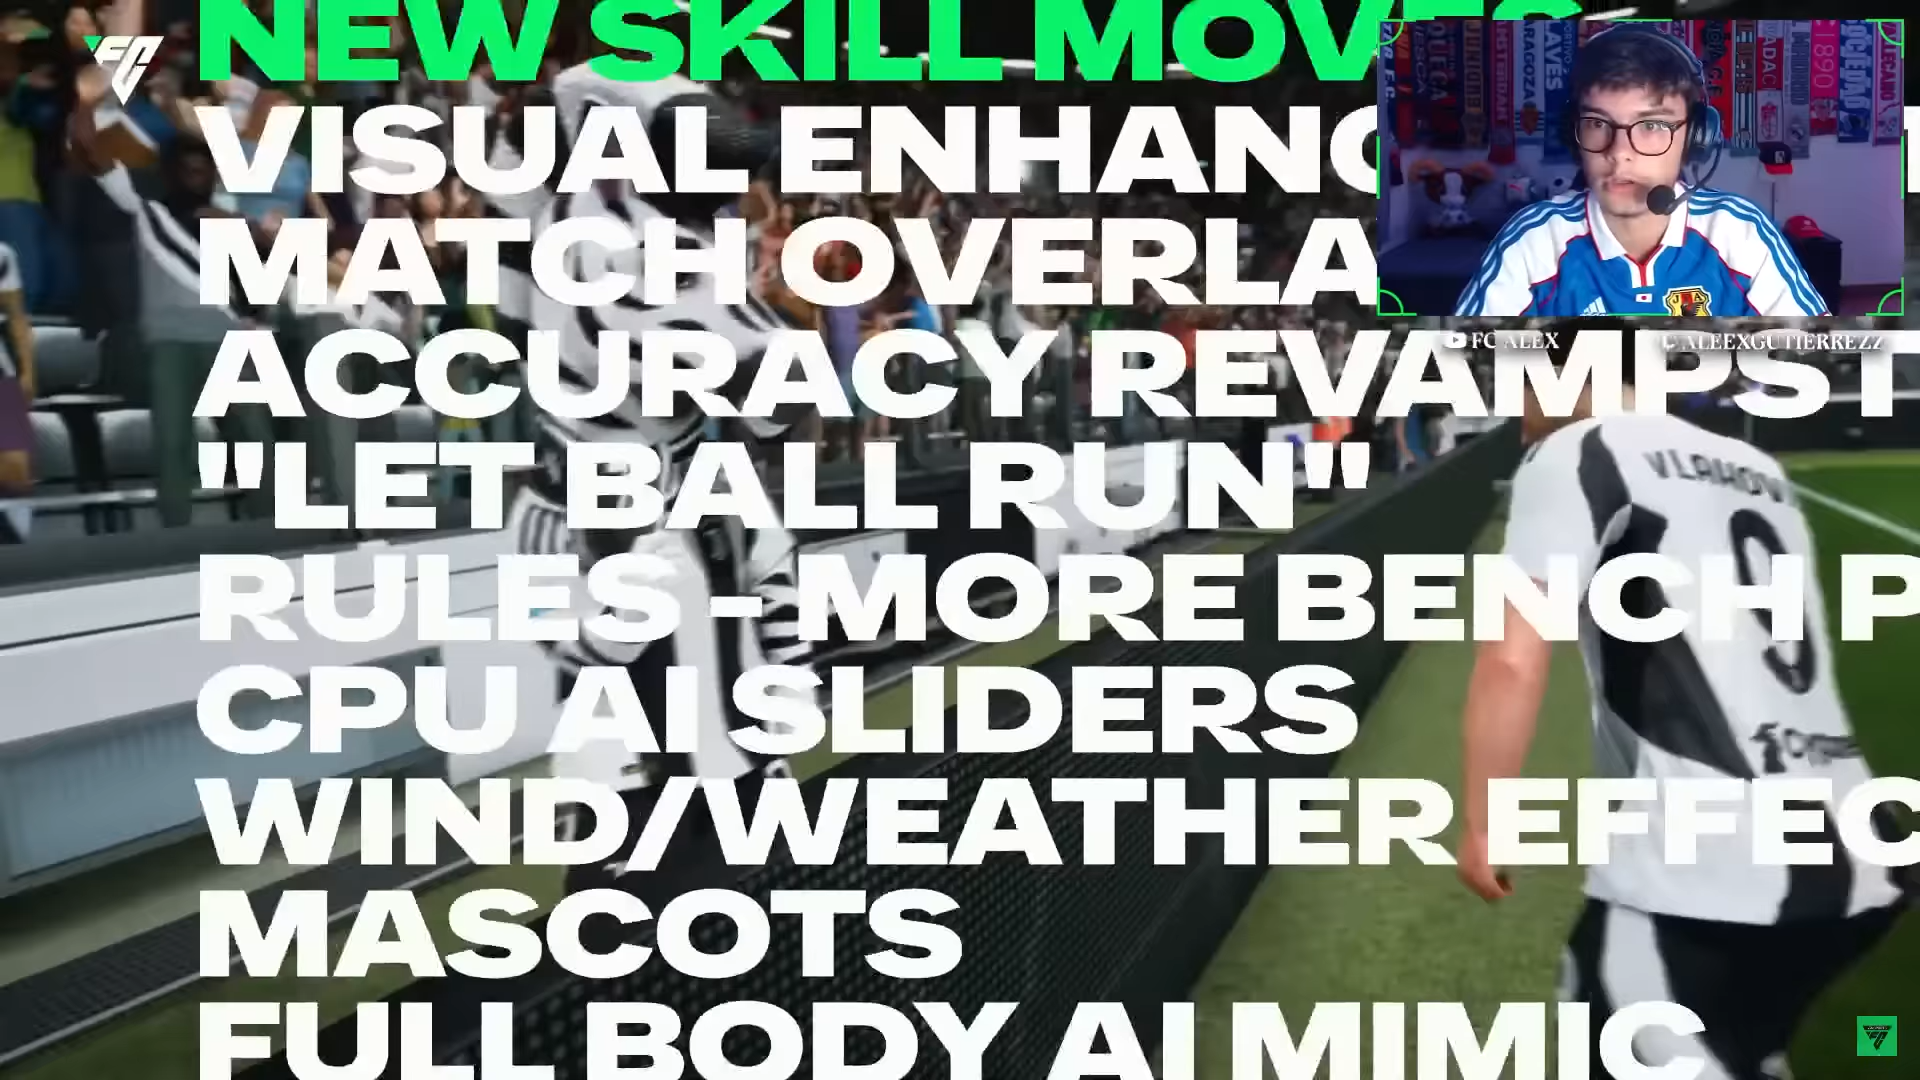 NEW SKILL MOVES
VISUAL ENHANC
MATCH OVERLA
ACCURACY REVAMPS
"LET BALL RUN"
RULES - MORE BENCH P
CPU AI SLIDERS
WIND/WEATHER EFFEC
MASCOTS
FULL BODY AI MIMIC
FC ALEX
@ALEEXGUTIERREZZ
VLAHOV
9